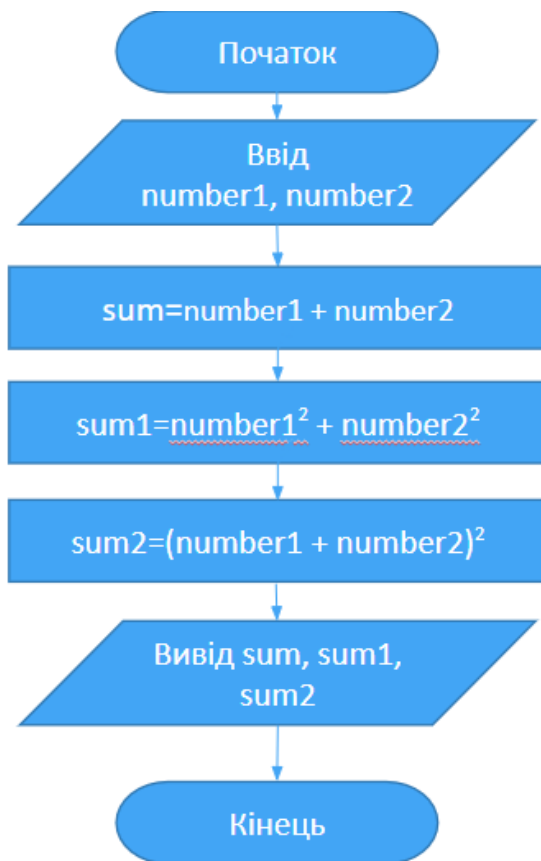 Початок
Ввід
number1, number2
sum=number1 + number2
sum1=number1² + number2²
sum2=(number1 + number2)²
Вивід sum, sum1,
sum2
Кінець